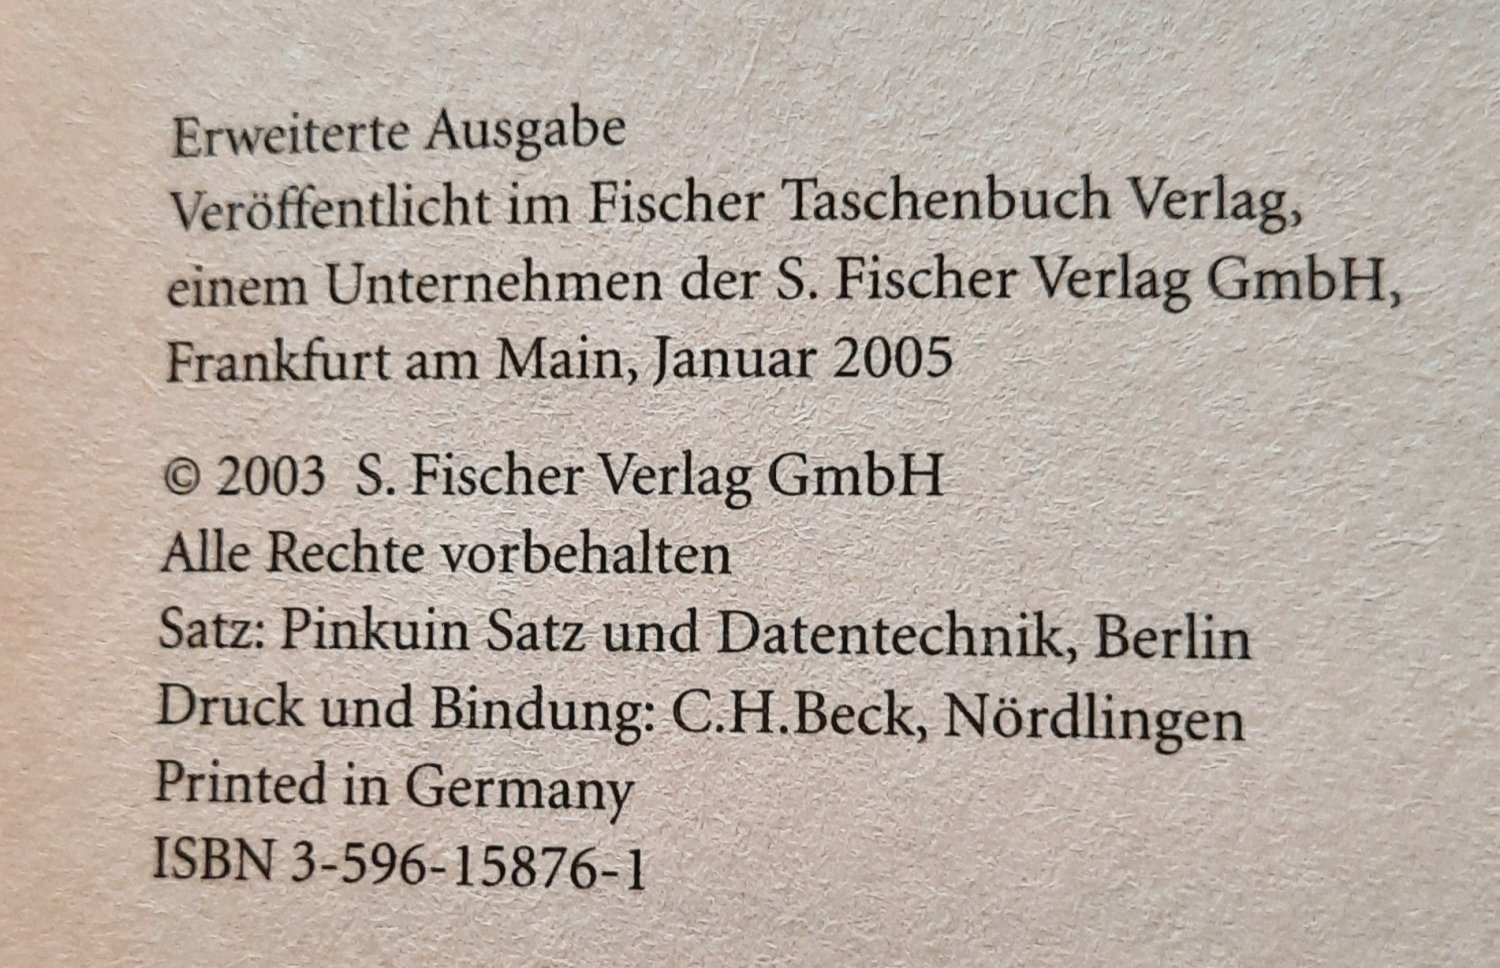 Erweiterte Ausgabe
Veröffentlicht im Fischer Taschenbuch Verlag,
einem Unternehmen der S. Fischer Verlag GmbH,
Frankfurt am Main, Januar 2005
© 2003 S. Fischer Verlag GmbH
Alle Rechte vorbehalten
Satz: Pinkuin Satz und Datentechnik, Berlin
Druck und Bindung: C.H.Beck, Nördlingen
Printed in Germany
ISBN 3-596-15876-1